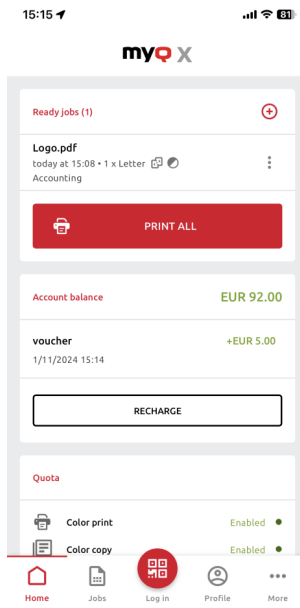 15:15
81
myQ X
Ready jobs (1)
Logo.pdf
today at 15:08 • 1 x Letter
Accounting
PRINT ALL
Account balance
EUR 92.00
voucher
+EUR 5.00
1/11/2024 15:14
RECHARGE
Quota
Color print
Enabled
Color copy
Enabled
Home
Jobs
Log in
Profile
More